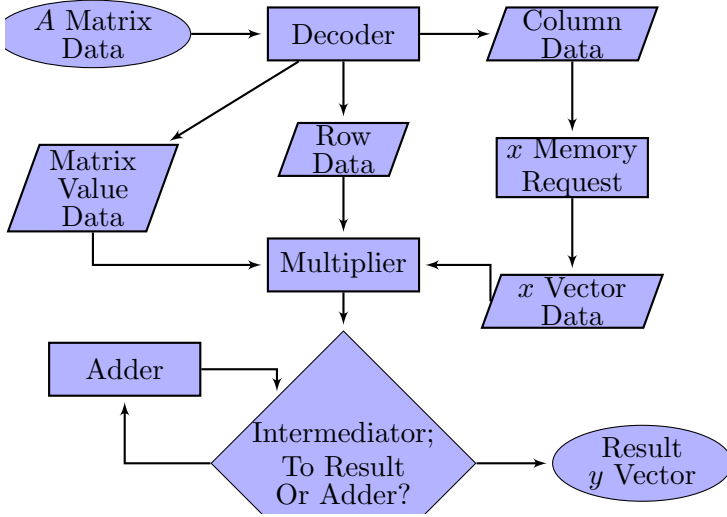 A Matrix
Data
Decoder
Column
Data
Matrix
Value
Data
Row
Data
x Memory
Request
Multiplier
x Vector
Data
Adder
Intermediator;
To Result
Or Adder?
Result
y Vector